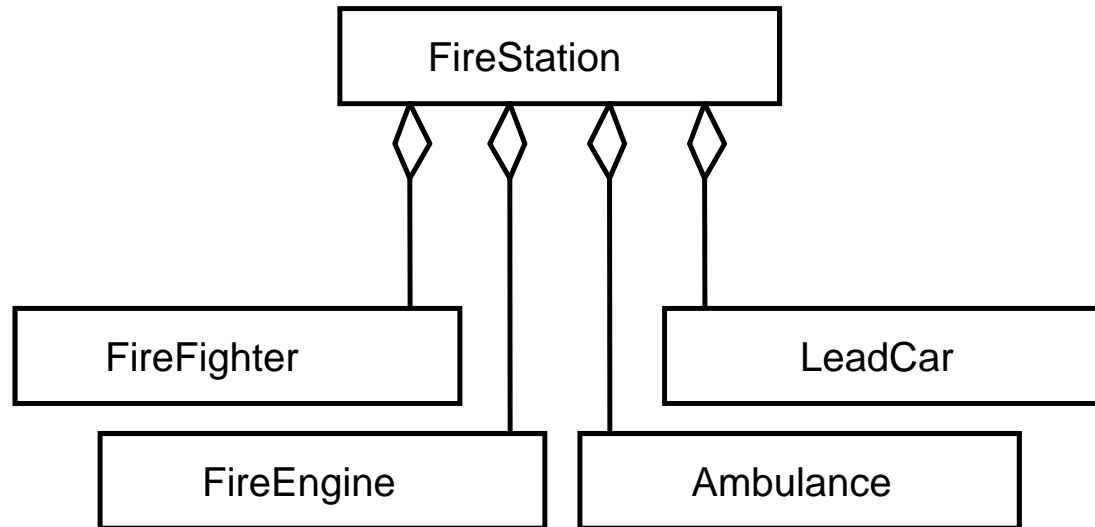 FireStation
FireFighter
LeadCar
FireEngine
Ambulance